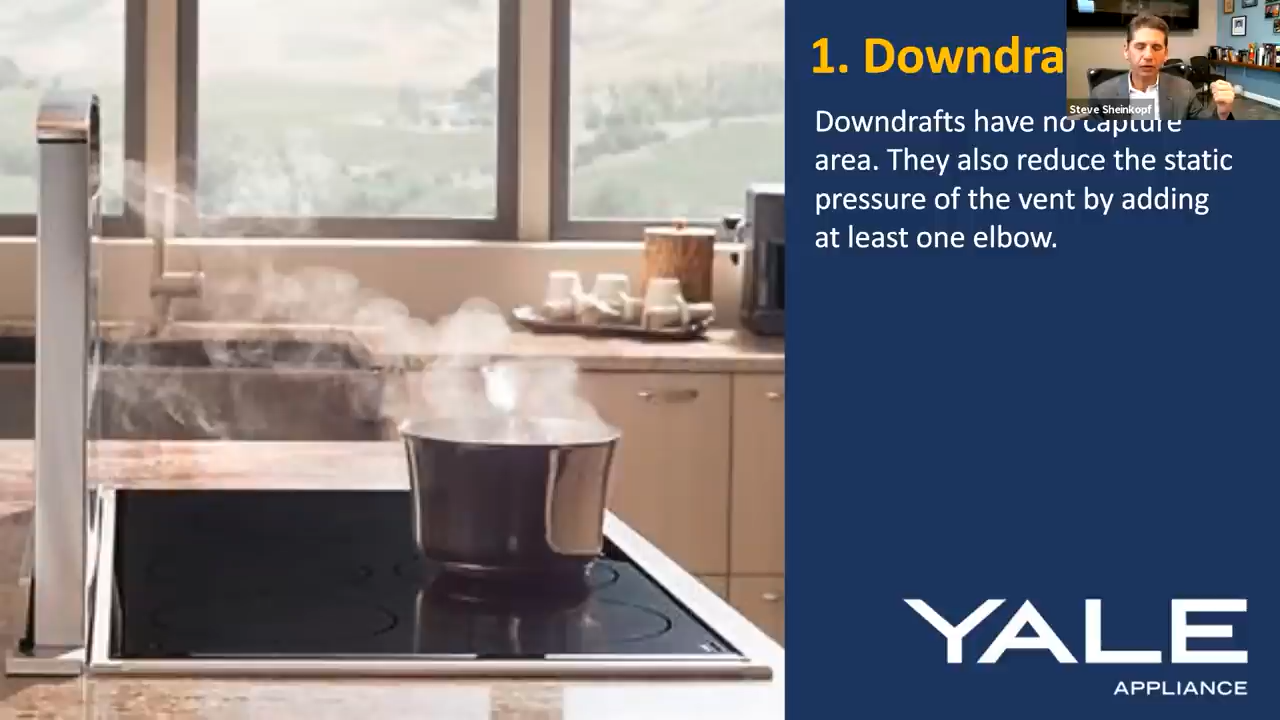 1. Downdra
Steve Sheinkopf
Downdrafts have no capture
area. They also reduce the static
pressure of the vent by adding
at least one elbow.
YALE
APPLIANCE